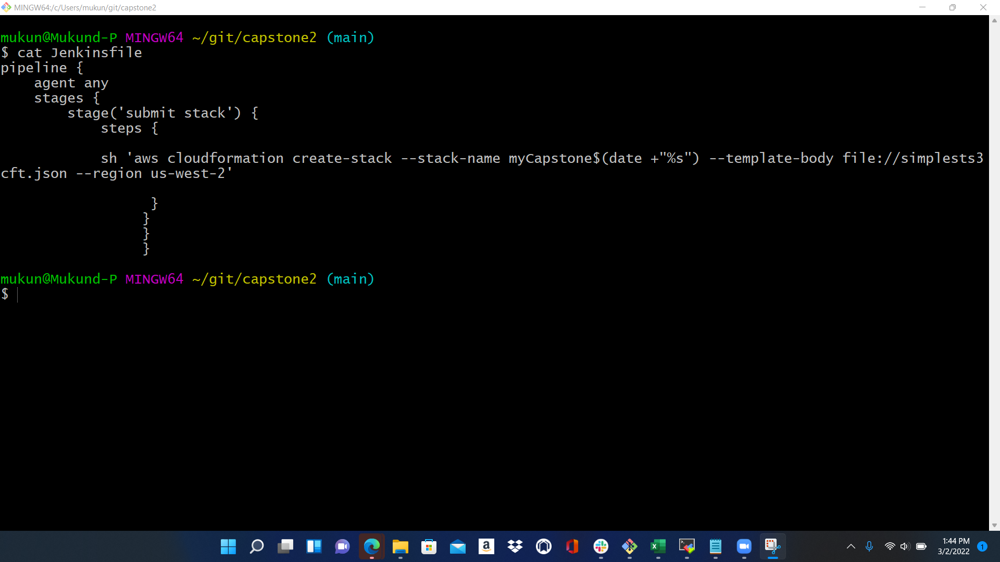 MINGW64:/c/Users/mukun/git/capstone2
mukun@Mukund-P MINGW64 ~/git/capstone2 (main)
$ cat Jenkinsfile
pipeline {
    agent any
    stages {
        stage('submit stack') {
            steps {
            sh 'aws cloudformation create-stack --stack-name myCapstone$(date +"%s") --template-body file://simplests3
cft.json --region us-west-2'
                  }
                 }
                 }
                 }
mukun@Mukund-P MINGW64 ~/git/capstone2 (main)
$
1:44 PM
3/2/2022
1